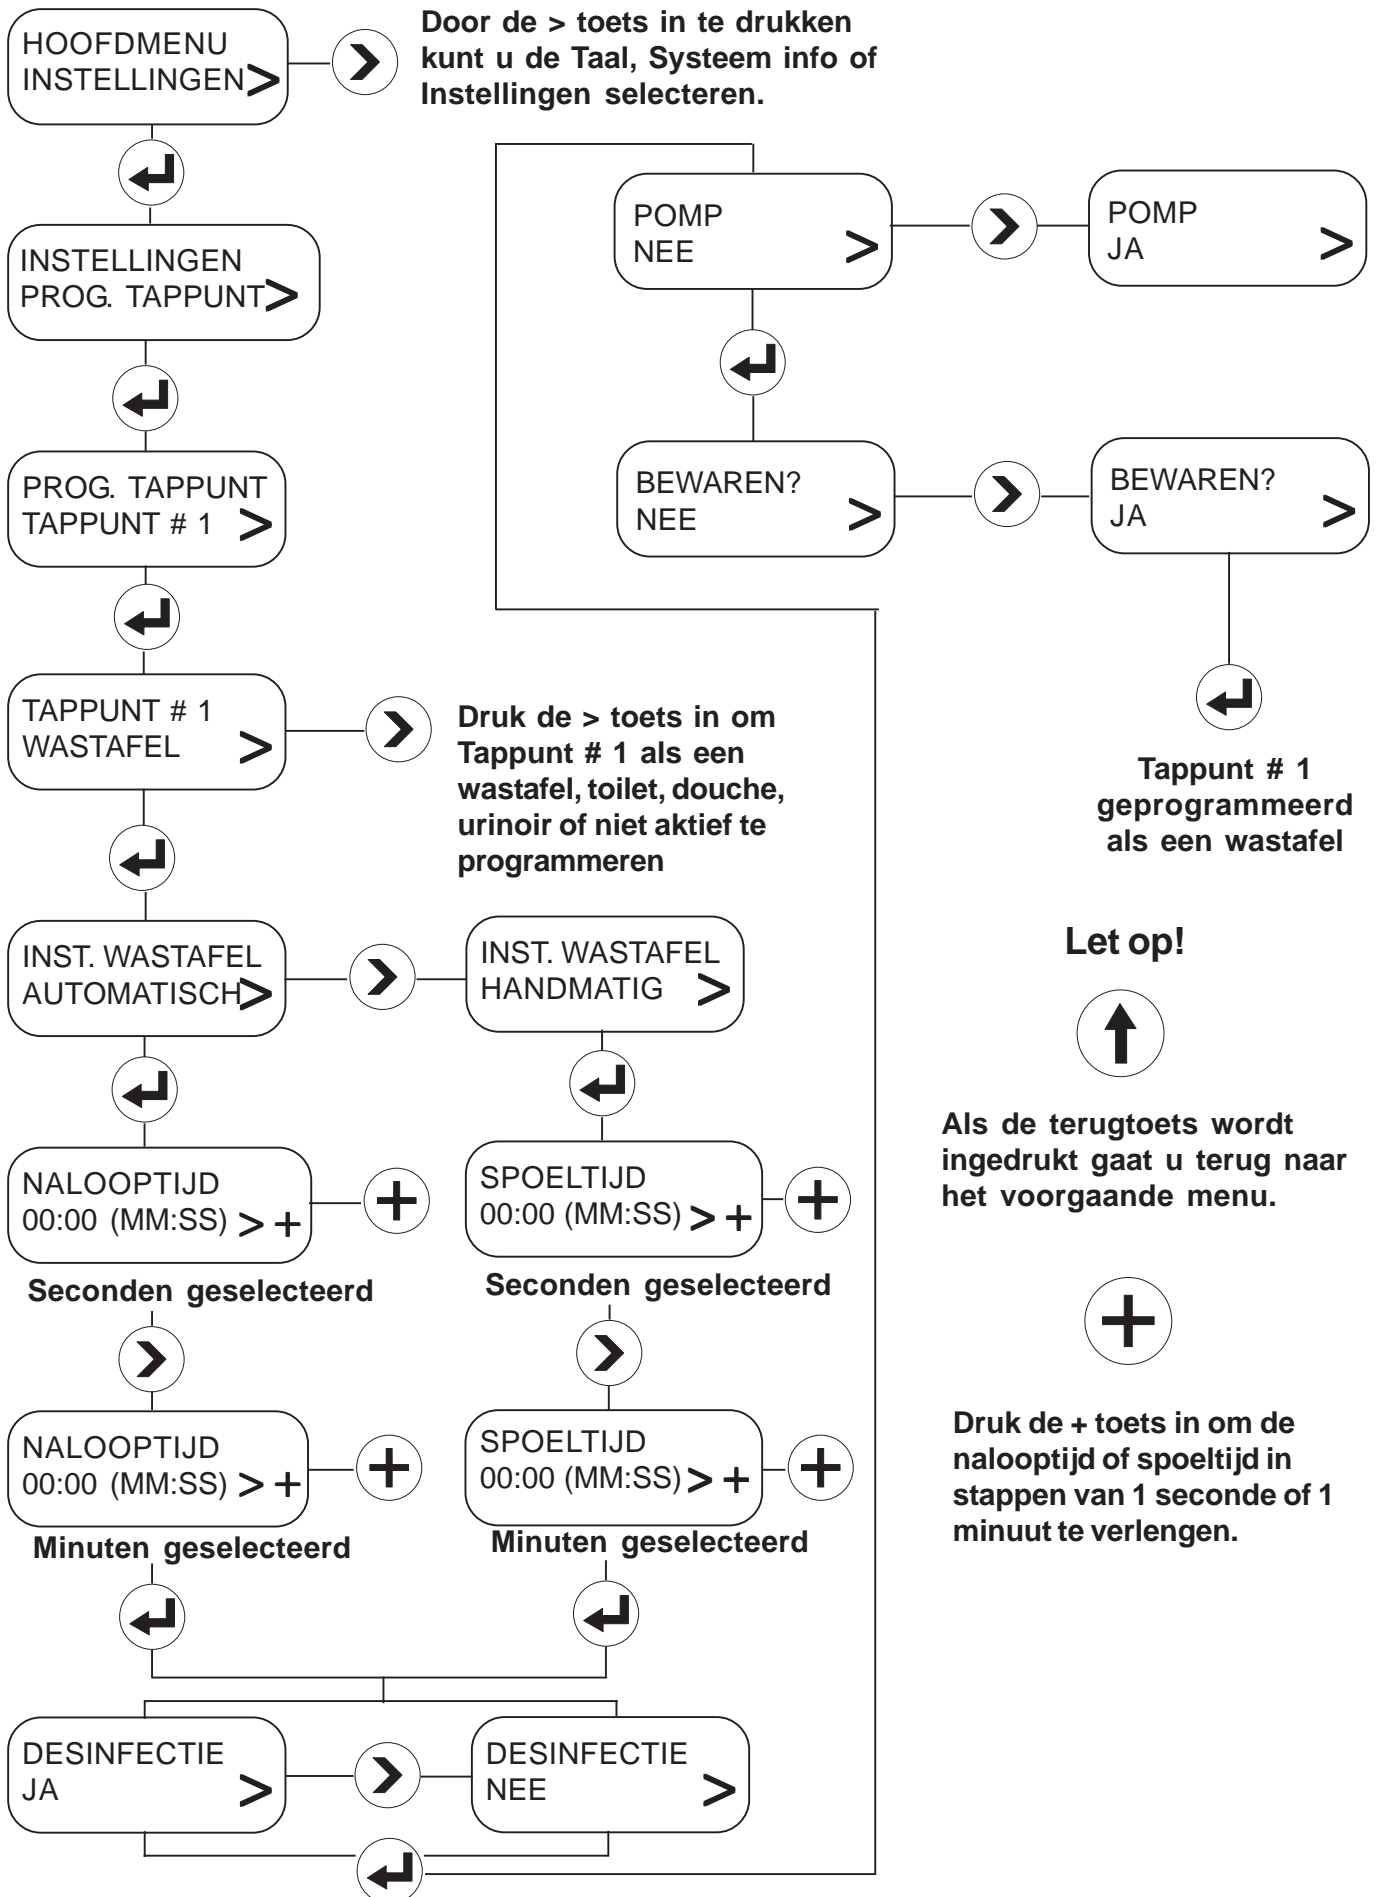 HOOFDMENU
INSTELLINGEN >
Door de > toets in te drukken
kunt u de Taal, Systeem info of
Instellingen selecteren.
INSTELLINGEN
PROG. TAPPUNT >
PROG. TAPPUNT
TAPPUNT # 1 >
TAPPUNT # 1
WASTAFEL >
Druk de > toets in om
Tappunt # 1 als een
wastafel, toilet, douche,
urinoir of niet aktief te
programmeren
INST. WASTAFEL
AUTOMATISCH >
INST. WASTAFEL
HANDMATIG >
NALOOPTIJD
00:00 (MM:SS) > +
+
Seconden geselecteerd
SPOELTIJD
00:00 (MM:SS) > +
+
Seconden geselecteerd
NALOOPTIJD
00:00 (MM:SS) > +
+
Minuten geselecteerd
SPOELTIJD
00:00 (MM:SS) > +
+
Minuten geselecteerd
DESINFECTIE
JA >
DESINFECTIE
NEE >
POMP
NEE >
POMP
JA >
BEWAREN?
NEE >
BEWAREN?
JA >
Tappunt # 1
geprogrammeerd
als een wastafel
Let op!
Als de terugtoets wordt
ingedrukt gaat u terug naar
het voorgaande menu.
+
Druk de + toets in om de
nalooptijd of spoeltijd in
stappen van 1 seconde of 1
minuut te verlengen.